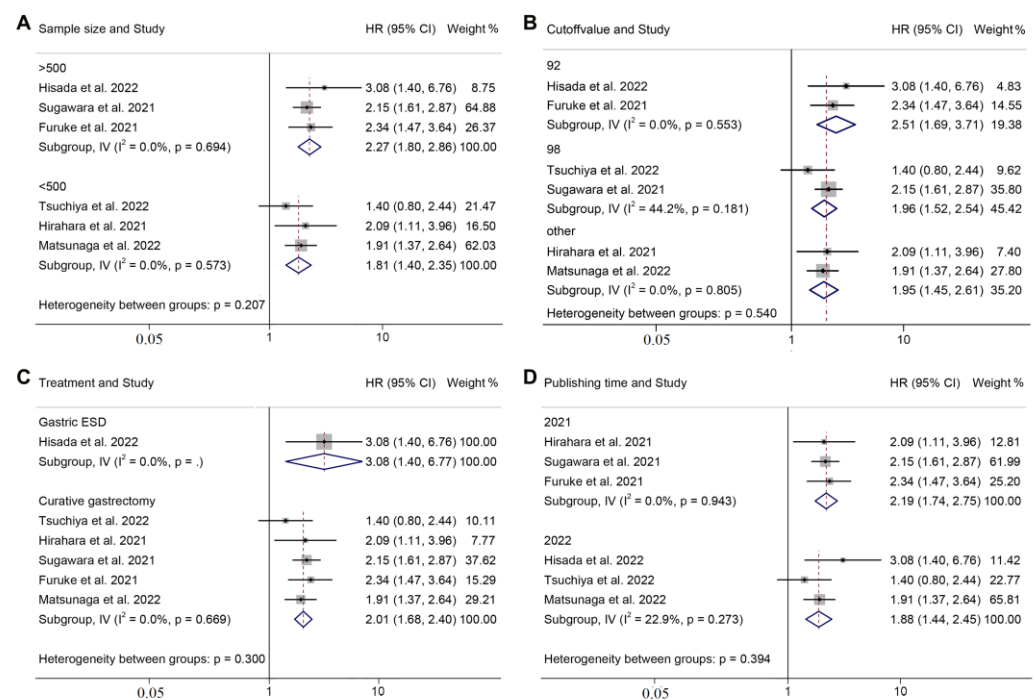 A Sample size and Study HR (95% CI) Weight %
>500
Hisada et al. 2022 3.08 (1.40, 6.76) 8.75
Sugawara et al. 2021 2.15 (1.61, 2.87) 64.88
Furuke et al. 2021 2.34 (1.47, 3.64) 26.37
Subgroup, IV (I² = 0.0%, p = 0.694) 2.27 (1.80, 2.86) 100.00
<500
Tsuchiya et al. 2022 1.40 (0.80, 2.44) 21.47
Hirahara et al. 2021 2.09 (1.11, 3.96) 16.50
Matsunaga et al. 2022 1.91 (1.37, 2.64) 62.03
Subgroup, IV (I² = 0.0%, p = 0.573) 1.81 (1.40, 2.35) 100.00
Heterogeneity between groups: p = 0.207
0.05 1 10
B Cutoffvalue and Study HR (95% CI) Weight %
92
Hisada et al. 2022 3.08 (1.40, 6.76) 4.83
Furuke et al. 2021 2.34 (1.47, 3.64) 14.55
Subgroup, IV (I² = 0.0%, p = 0.553) 2.51 (1.69, 3.71) 19.38
98
Tsuchiya et al. 2022 1.40 (0.80, 2.44) 9.62
Sugawara et al. 2021 2.15 (1.61, 2.87) 35.80
Subgroup, IV (I² = 44.2%, p = 0.181) 1.96 (1.52, 2.54) 45.42
other
Hirahara et al. 2021 2.09 (1.11, 3.96) 7.40
Matsunaga et al. 2022 1.91 (1.37, 2.64) 27.80
Subgroup, IV (I² = 0.0%, p = 0.805) 1.95 (1.45, 2.61) 35.20
Heterogeneity between groups: p = 0.540
0.05 1 10
C Treatment and Study HR (95% CI) Weight %
Gastric ESD
Hisada et al. 2022 3.08 (1.40, 6.76) 100.00
Subgroup, IV (I² = 0.0%, p = .) 3.08 (1.40, 6.77) 100.00
Curative gastrectomy
Tsuchiya et al. 2022 1.40 (0.80, 2.44) 10.11
Hirahara et al. 2021 2.09 (1.11, 3.96) 7.77
Sugawara et al. 2021 2.15 (1.61, 2.87) 37.62
Furuke et al. 2021 2.34 (1.47, 3.64) 15.29
Matsunaga et al. 2022 1.91 (1.37, 2.64) 29.21
Subgroup, IV (I² = 0.0%, p = 0.669) 2.01 (1.68, 2.40) 100.00
Heterogeneity between groups: p = 0.300
0.05 1 10
D Publishing time and Study HR (95% CI) Weight %
2021
Hirahara et al. 2021 2.09 (1.11, 3.96) 12.81
Sugawara et al. 2021 2.15 (1.61, 2.87) 61.99
Furuke et al. 2021 2.34 (1.47, 3.64) 25.20
Subgroup, IV (I² = 0.0%, p = 0.943) 2.19 (1.74, 2.75) 100.00
2022
Hisada et al. 2022 3.08 (1.40, 6.76) 11.42
Tsuchiya et al. 2022 1.40 (0.80, 2.44) 22.77
Matsunaga et al. 2022 1.91 (1.37, 2.64) 65.81
Subgroup, IV (I² = 22.9%, p = 0.273) 1.88 (1.44, 2.45) 100.00
Heterogeneity between groups: p = 0.394
0.05 1 10